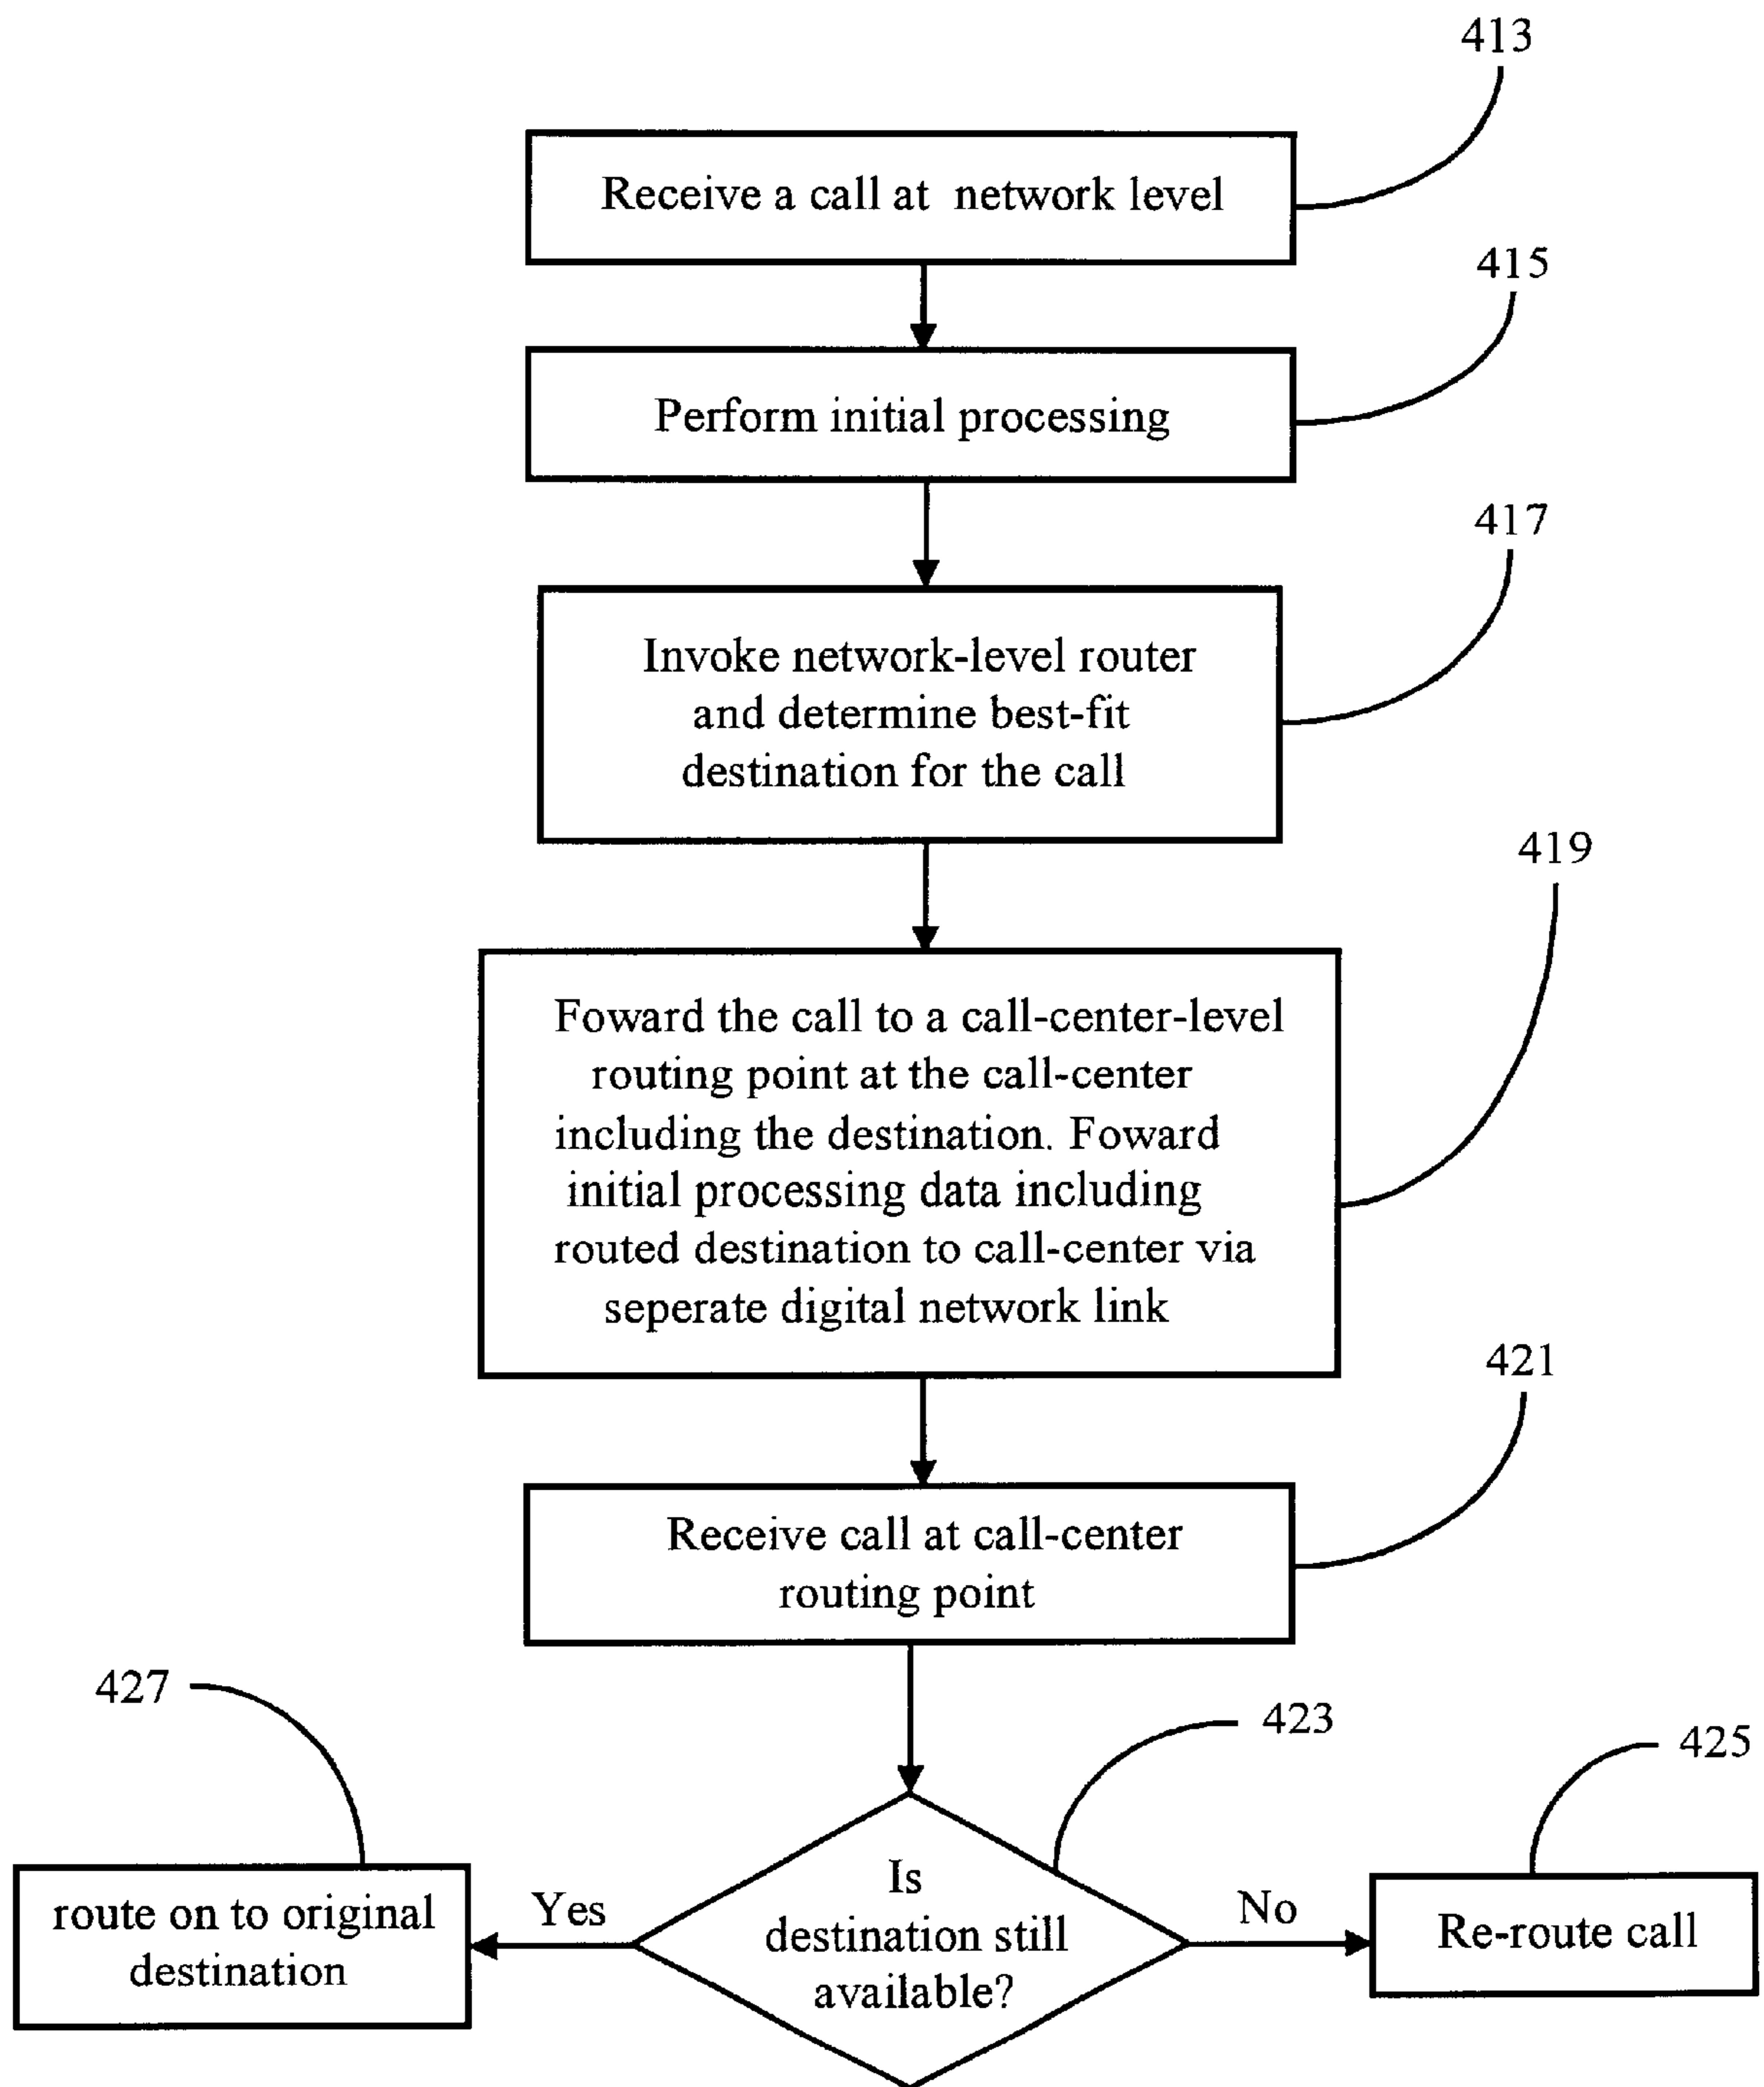 413
Receive a call at network level
415
Perform initial processing
417
Invoke network-level router
and determine best-fit
destination for the call
419
Foward the call to a call-center-level
routing point at the call-center
including the destination. Foward
initial processing data including
routed destination to call-center via
seperate digital network link
421
Receive call at call-center
routing point
427
423
425
Is
destination still
available?
Yes
No
route on to original
destination
Re-route call